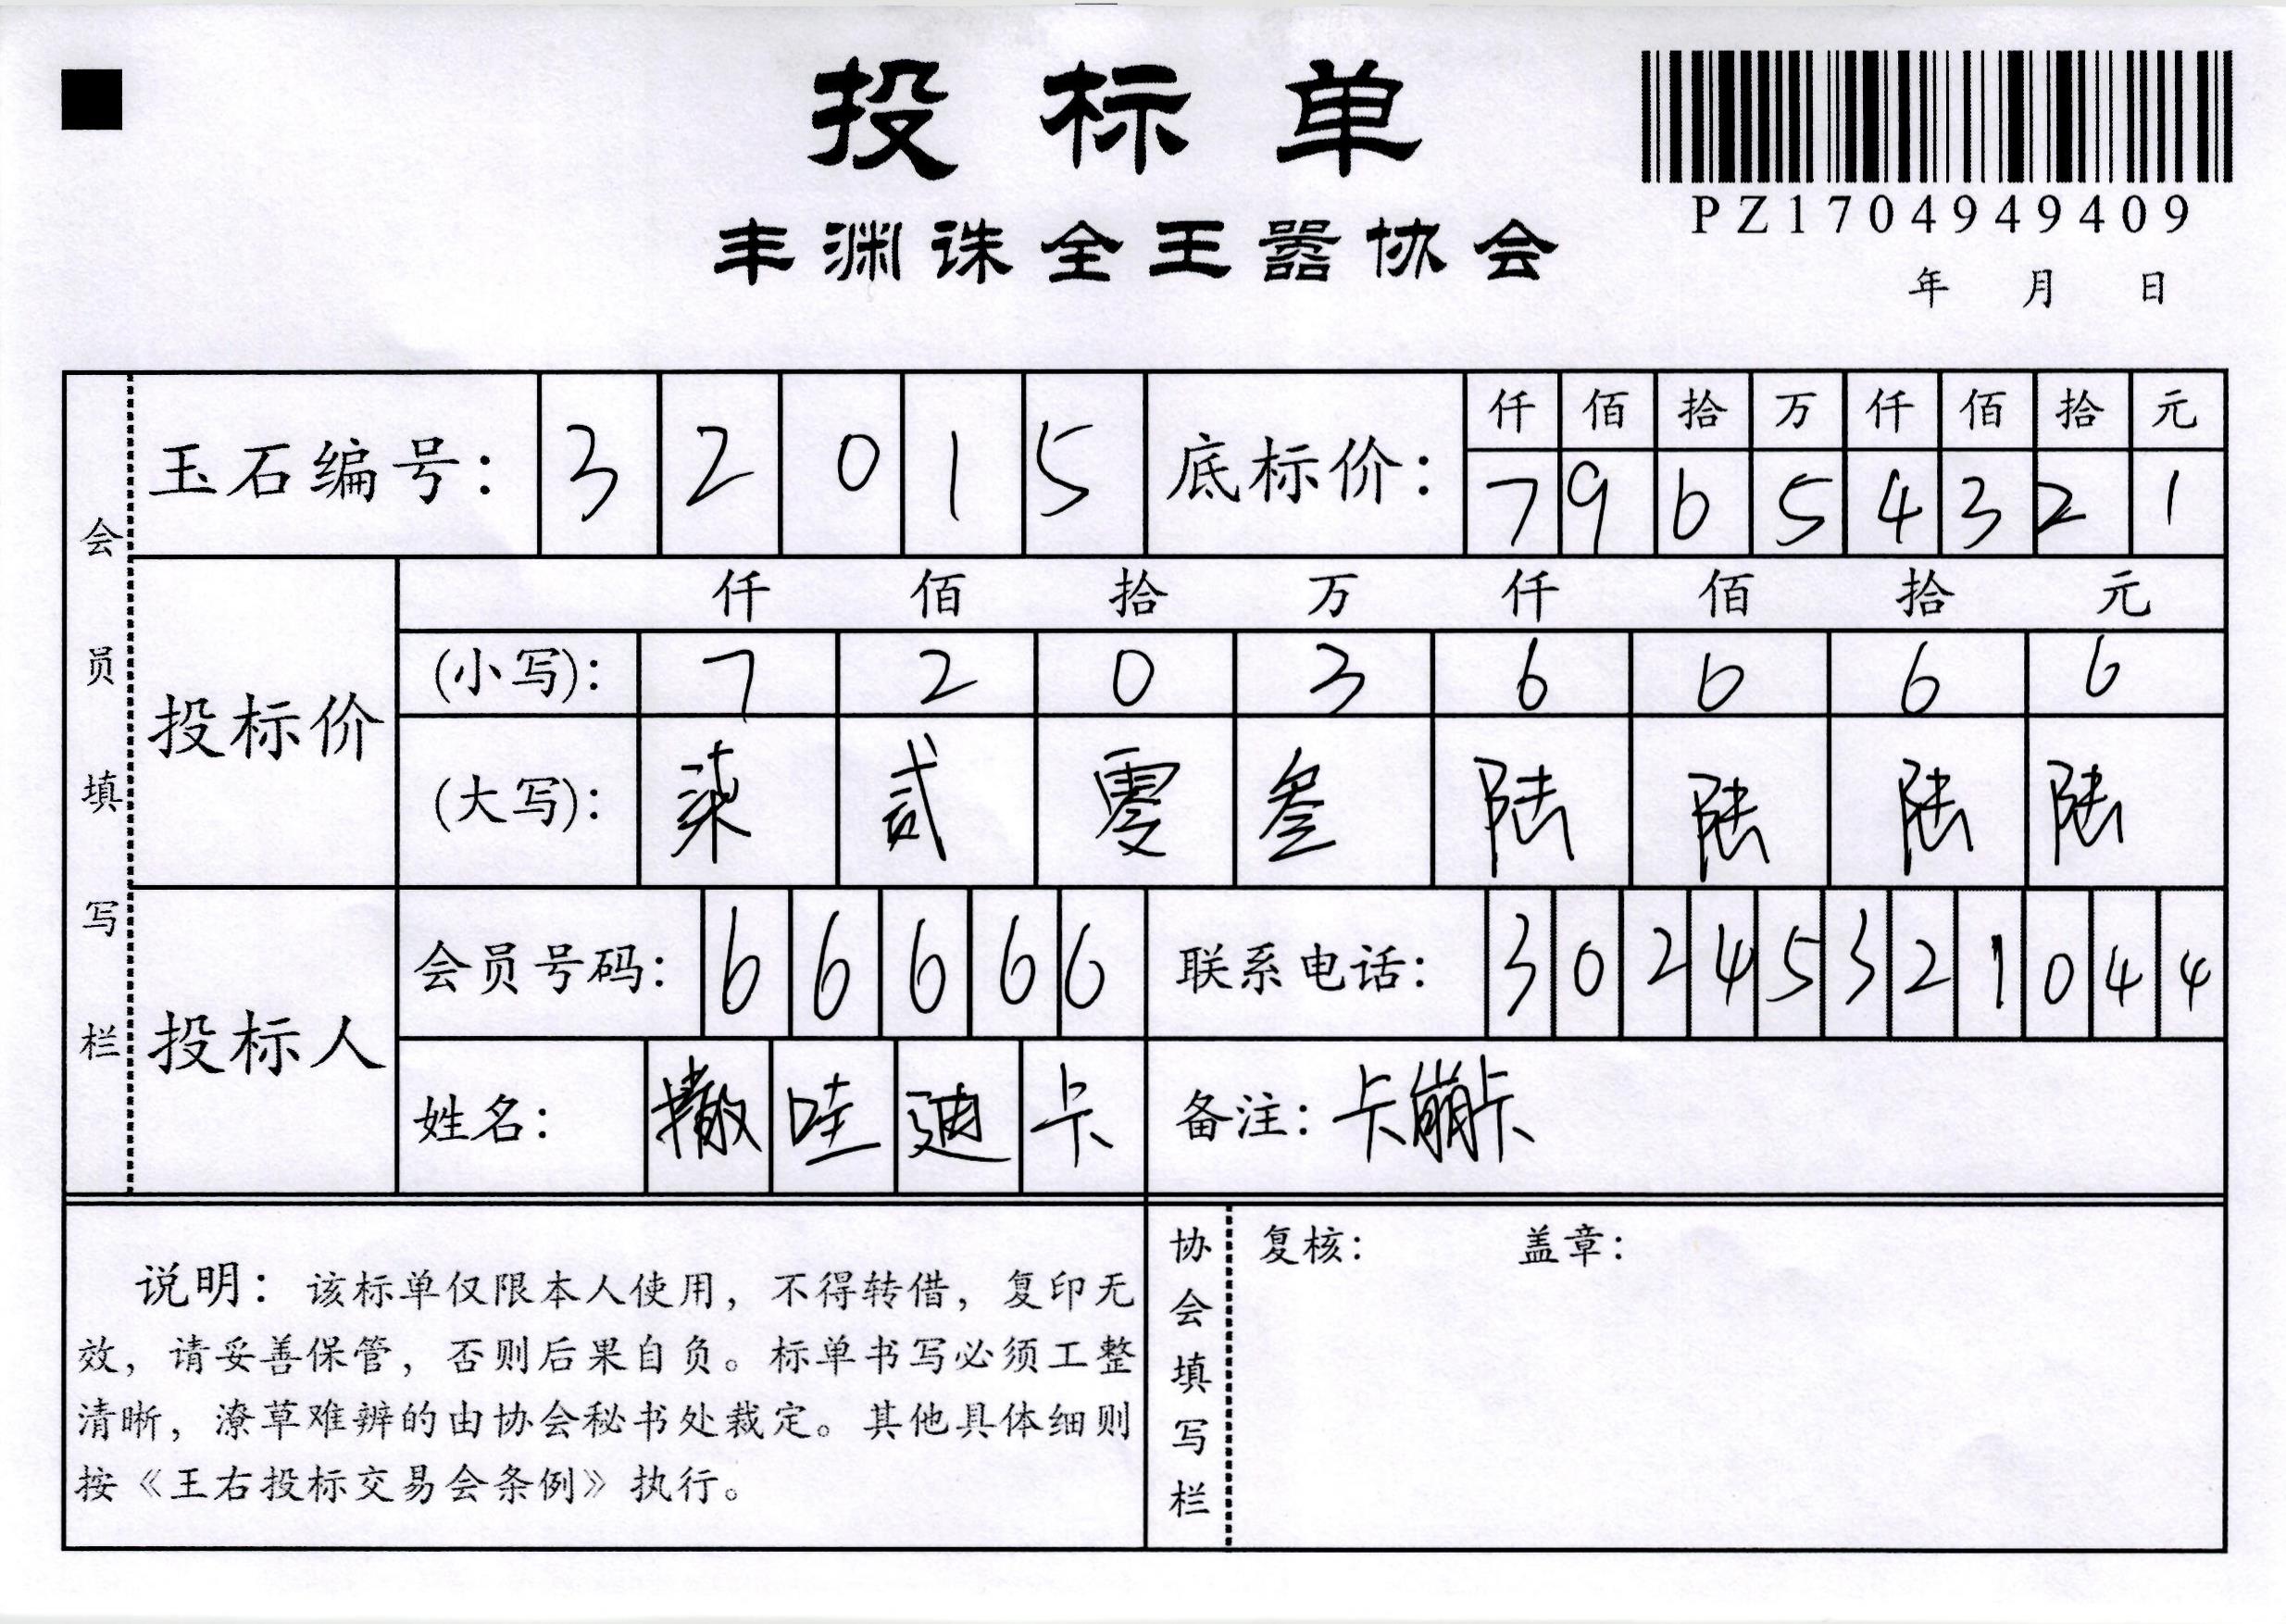 投标单
丰渊诛全王嚣协会
PZ1704949409
年 月 日
会员填写栏
玉石编号: 3 2 0 1 5
底标价: 仟 佰 拾 万 仟 佰 拾 元
7 9 6 5 4 3 2 1
投标价
仟 佰 拾 万 仟 佰 拾 元
(小写): 7 2 0 3 6 6 6 6
(大写): 柒 贰 零 叁 陆 陆 陆 陆
投标人
会员号码: 6 6 6 6 6
联系电话: 3 0 2 4 5 3 2 1 0 4 4
姓名: 撒 哇 迪 卡
备注: 卡崩卡
说明: 该标单仅限本人使用, 不得转借, 复印无
效, 请妥善保管, 否则后果自负。标单书写必须工整
清晰, 潦草难辨的由协会秘书处裁定。其他具体细则
按《王右投标交易会条例》执行。
协会填写栏
复核: 盖章: